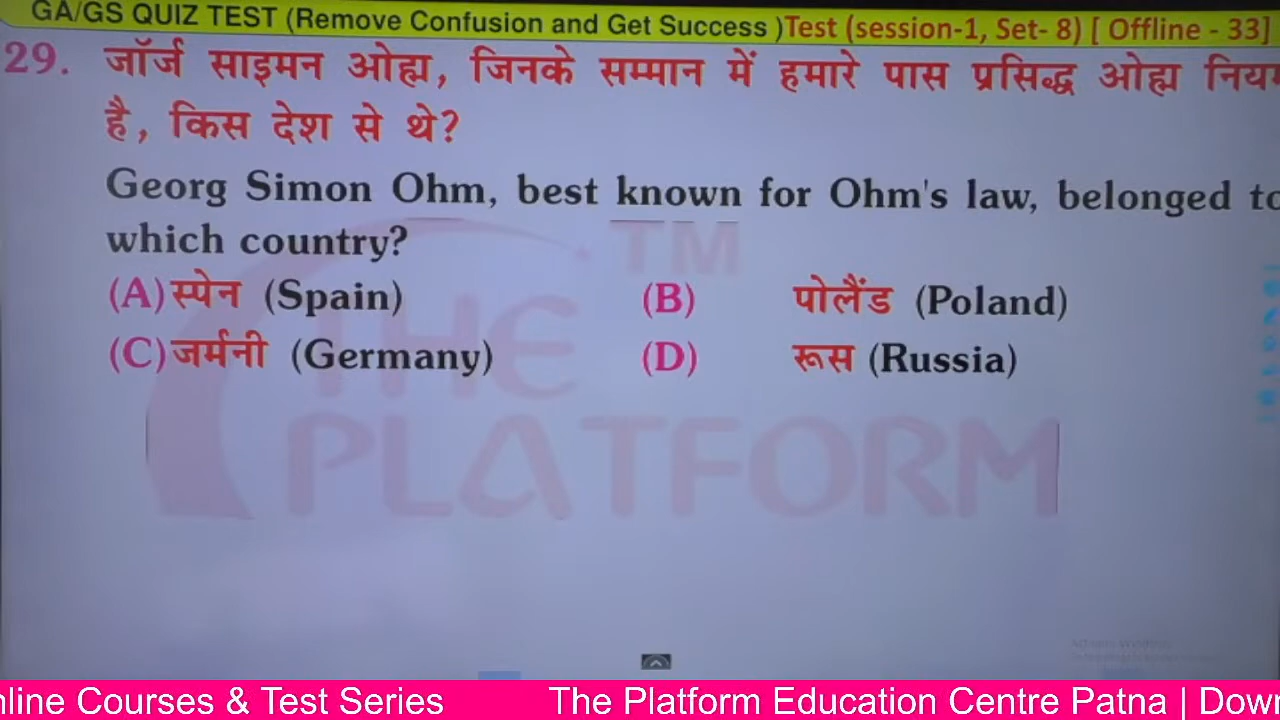 GA/GS QUIZ TEST (Remove Confusion and Get Success )Test (session-1, Set- 8) [ Offline - 33]
29. जॉर्ज साइमन ओह्म, जिनके सम्मान में हमारे पास प्रसिद्ध ओह्म
है, किस देश से थे?
Georg Simon Ohm, best known for Ohm's law, belonged to
which country?
(A) स्पेन (Spain) (B) पोलैंड (Poland)
(C) जर्मनी (Germany) (D) रूस (Russia)
THE TM
PLATFORM
Courses & Test Series The Platform Education Centre Patna |